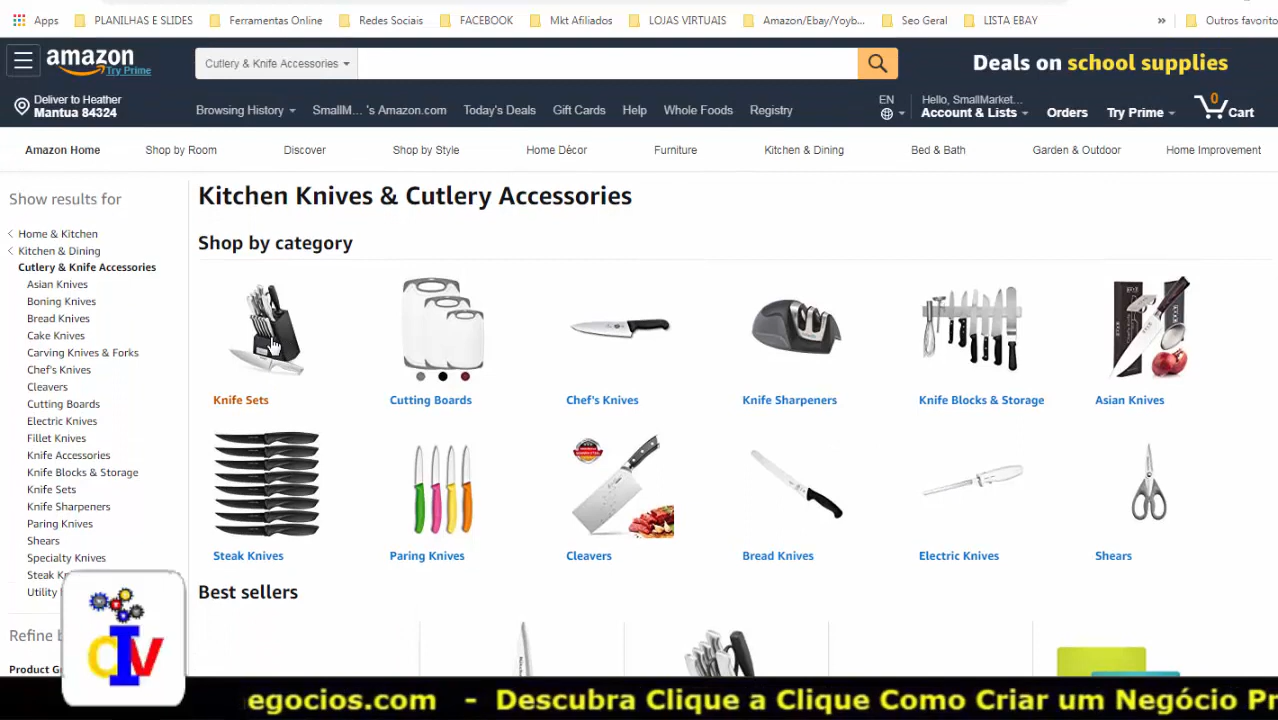 Apps PLANILHAS E SLIDES Ferramentas Online Redes Sociais FACEBOOK Mkt Afiliados LOJAS VIRTUAIS Amazon/Ebay/Yoyb... Seo Geral LISTA EBAY » Outros favorito
amazon
Try Prime
Cutlery & Knife Accessories
Deals on school supplies
Deliver to Heather
Mantua 84324
Browsing History SmallM... 's Amazon.com Today's Deals Gift Cards Help Whole Foods Registry
EN
Hello, SmallMarket...
Account & Lists
Orders
Try Prime
0
Cart
Amazon Home Shop by Room Discover Shop by Style Home Décor Furniture Kitchen & Dining Bed & Bath Garden & Outdoor Home Improvement
Show results for
Home & Kitchen
Kitchen & Dining
Cutlery & Knife Accessories
Asian Knives
Boning Knives
Bread Knives
Cake Knives
Carving Knives & Forks
Chef's Knives
Cleavers
Cutting Boards
Electric Knives
Fillet Knives
Knife Accessories
Knife Blocks & Storage
Knife Sets
Knife Sharpeners
Paring Knives
Shears
Specialty Knives
Steak Kn
Utility
Refine b
Product G
Kitchen Knives & Cutlery Accessories
Shop by category
Knife Sets Cutting Boards Chef's Knives Knife Sharpeners Knife Blocks & Storage Asian Knives
Steak Knives Paring Knives Cleavers Bread Knives Electric Knives Shears
Best sellers
dIv
egocios.com - Descubra Clique a Clique Como Criar um Negócio Pr